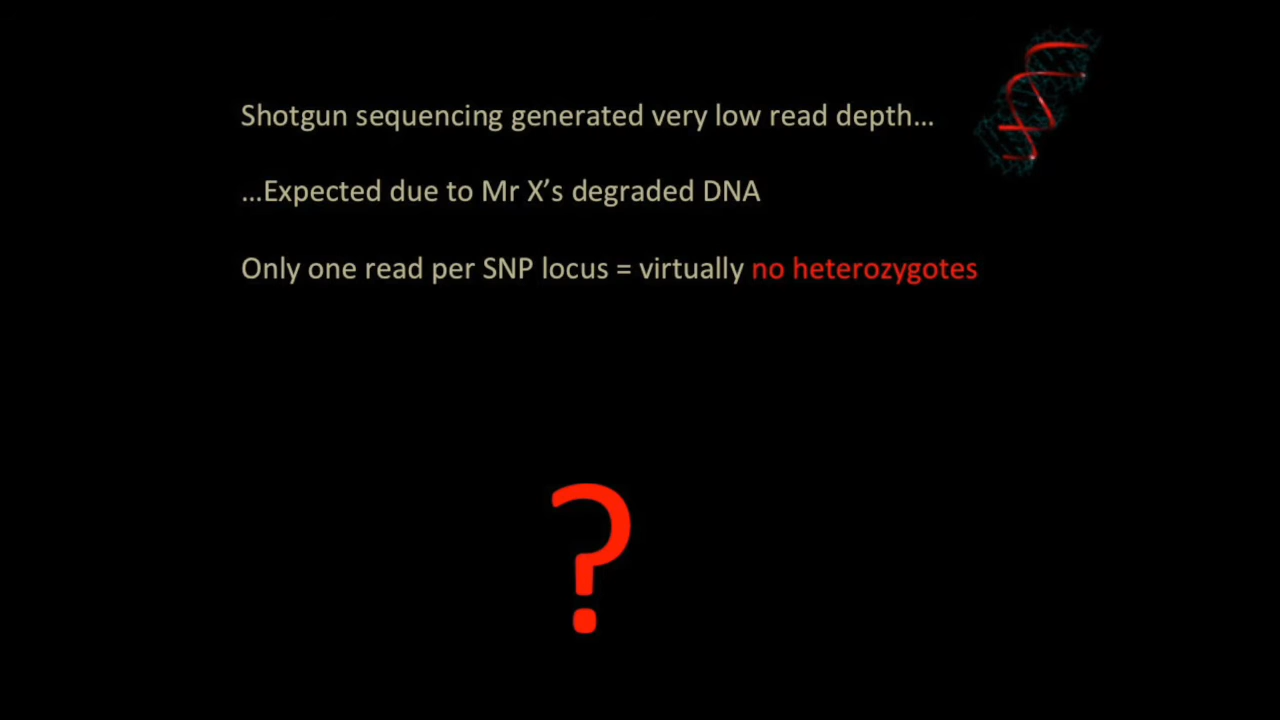 Shotgun sequencing generated very low read depth…
…Expected due to Mr X’s degraded DNA
Only one read per SNP locus = virtually no heterozygotes
?